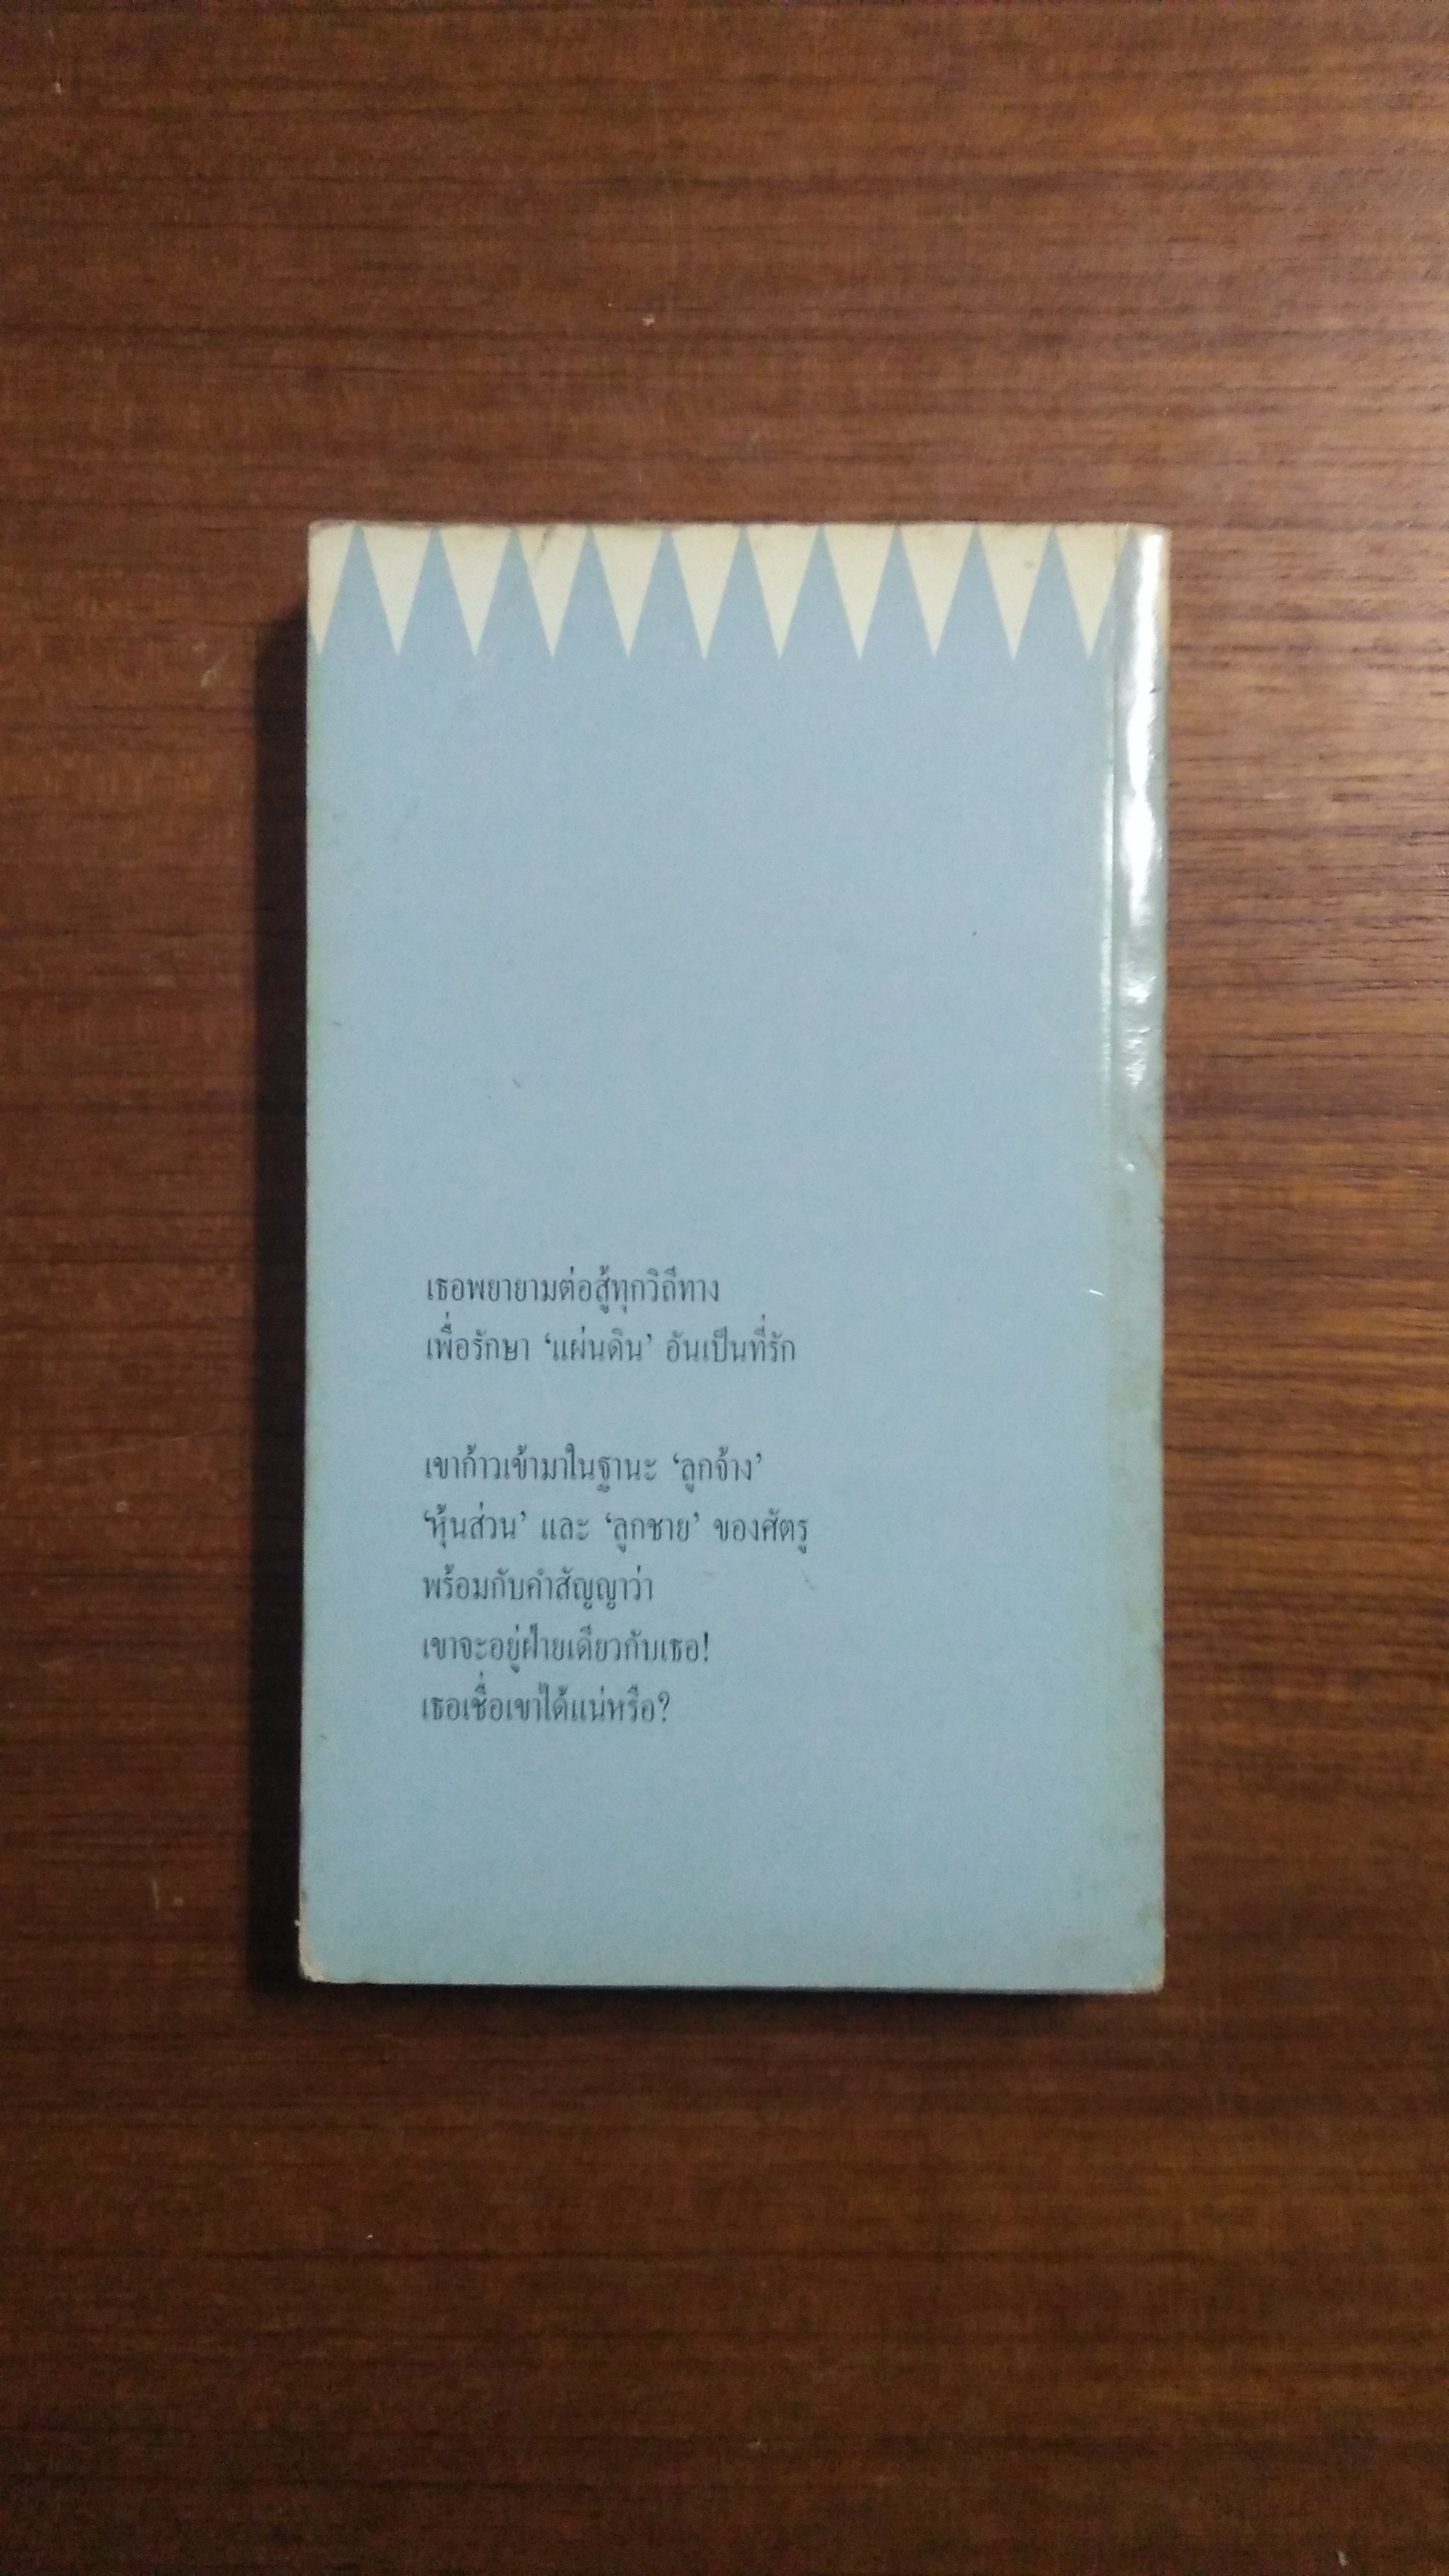 เธอพยายามต่อสู้ทุกวิถีทาง
เพื่อรักษา ‘แผ่นดิน’ อันเป็นที่รัก
เขาก้าวเข้ามาในฐานะ ‘ลูกจ้าง’
‘หุ้นส่วน’ และ ‘ลูกชาย’ ของศัตรู
พร้อมกับคำสัญญาว่า
เขาจะอยู่ฝ่ายเดียวกับเธอ!
เธอเชื่อเขาได้แน่หรือ?